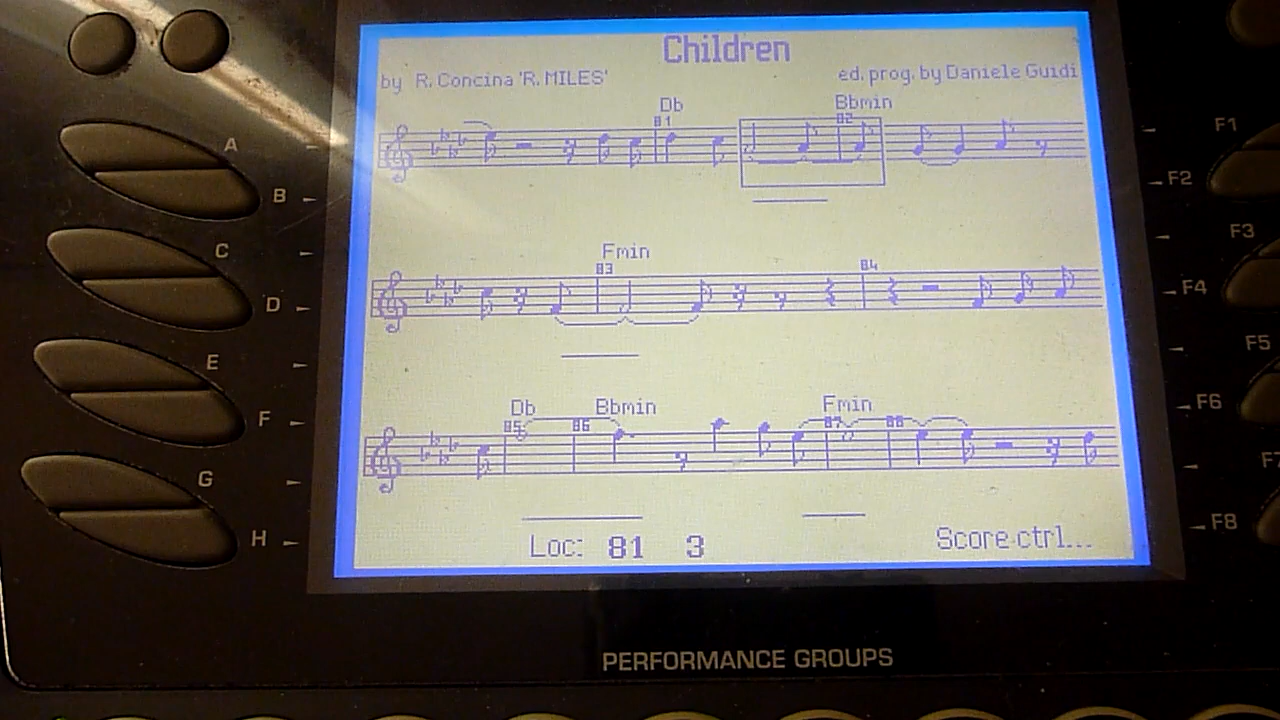 Children
by R. Concina 'R. MILES'
ed. prog. by Daniele Guidi
Db
Bbmin
81
82
Fmin
83
84
Db
Bbmin
Fmin
85
86
87
88
Loc: 81 3
Score ctrl...
A
B
C
D
E
F
G
H
F1
F2
F3
F4
F5
F6
F7
F8
PERFORMANCE GROUPS